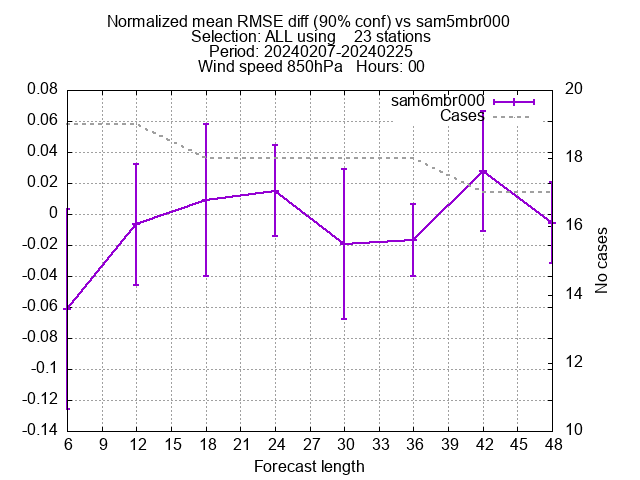 Normalized mean RMSE diff (90% conf) vs sam5mbr000
Selection: ALL using    23 stations
Period: 20240207-20240225
Wind speed 850hPa   Hours: 00
sam6mbr000
Cases
0.08
0.06
0.04
0.02
0
-0.02
-0.04
-0.06
-0.08
-0.1
-0.12
-0.14
20
18
16
14
12
10
No cases
6 9 12 15 18 21 24 27 30 33 36 39 42 45 48
Forecast length